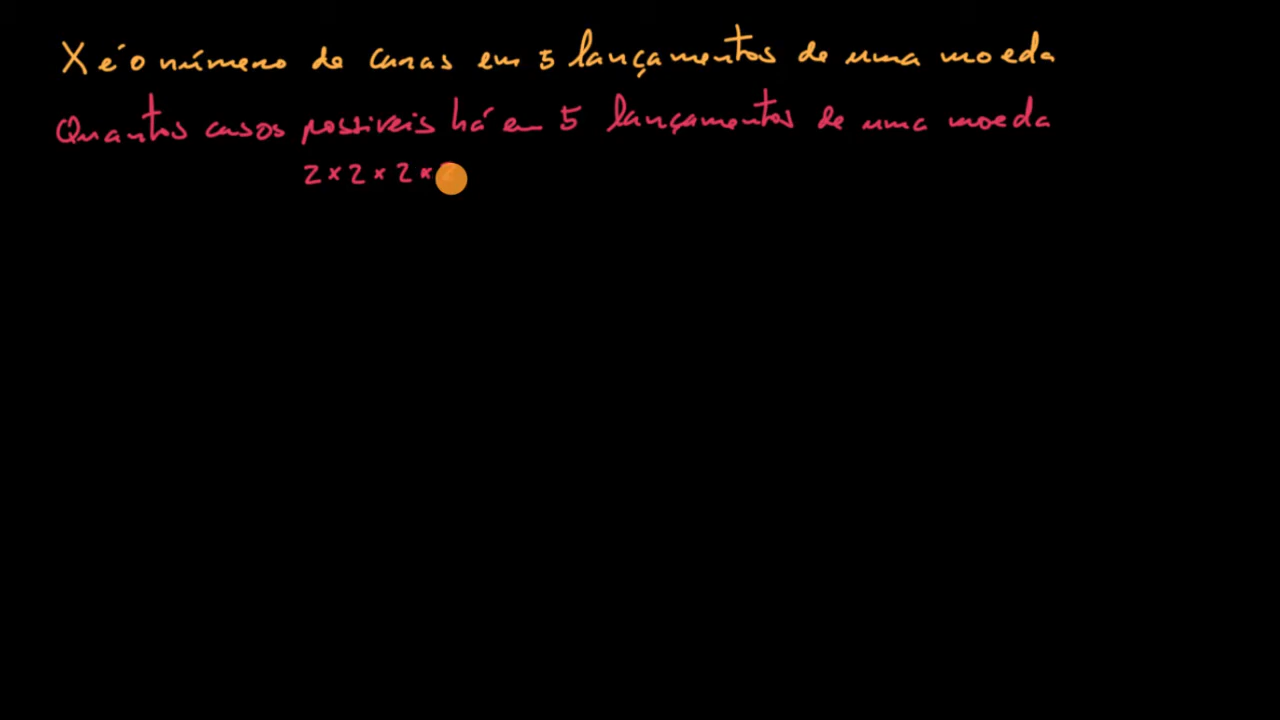 X é o número de caras em 5 lançamentos de uma moeda
Quantos casos possíveis há em 5 lançamentos de uma moeda
2 × 2 × 2 ×